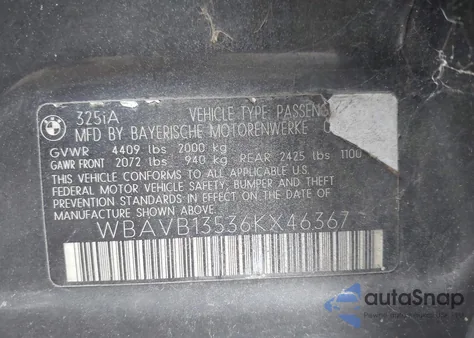 325iA VEHICLE TYPE PASSENG
MFD BY BAYERISCHE MOTORENWERKE
GVWR 4409 lbs 2000 kg
GAWR FRONT 2072 lbs 940 kg REAR 2425 lbs 1100
THIS VEHICLE CONFORMS TO ALL APPLICABLE
FEDERAL MOTOR VEHICLE SAFETY, BUMPER AND THEFT
PREVENTION STANDARDS IN EFFECT ON THE DATE OF
MANUFACTURE SHOWN ABOVE.
WBAVB13536KX46367
autoSnap